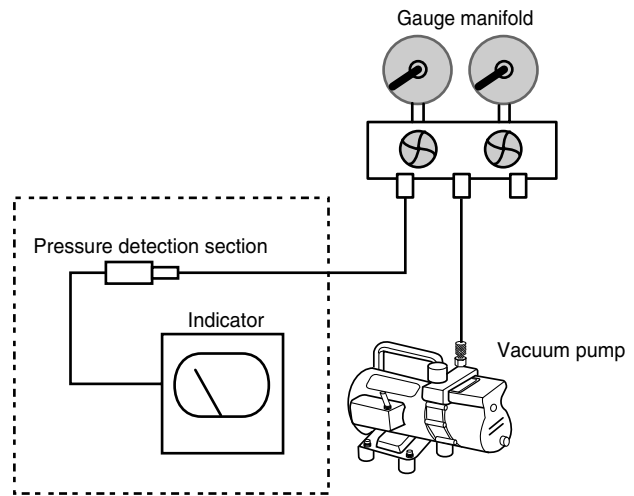 Gauge manifold
Pressure detection section
Indicator
Vacuum pump